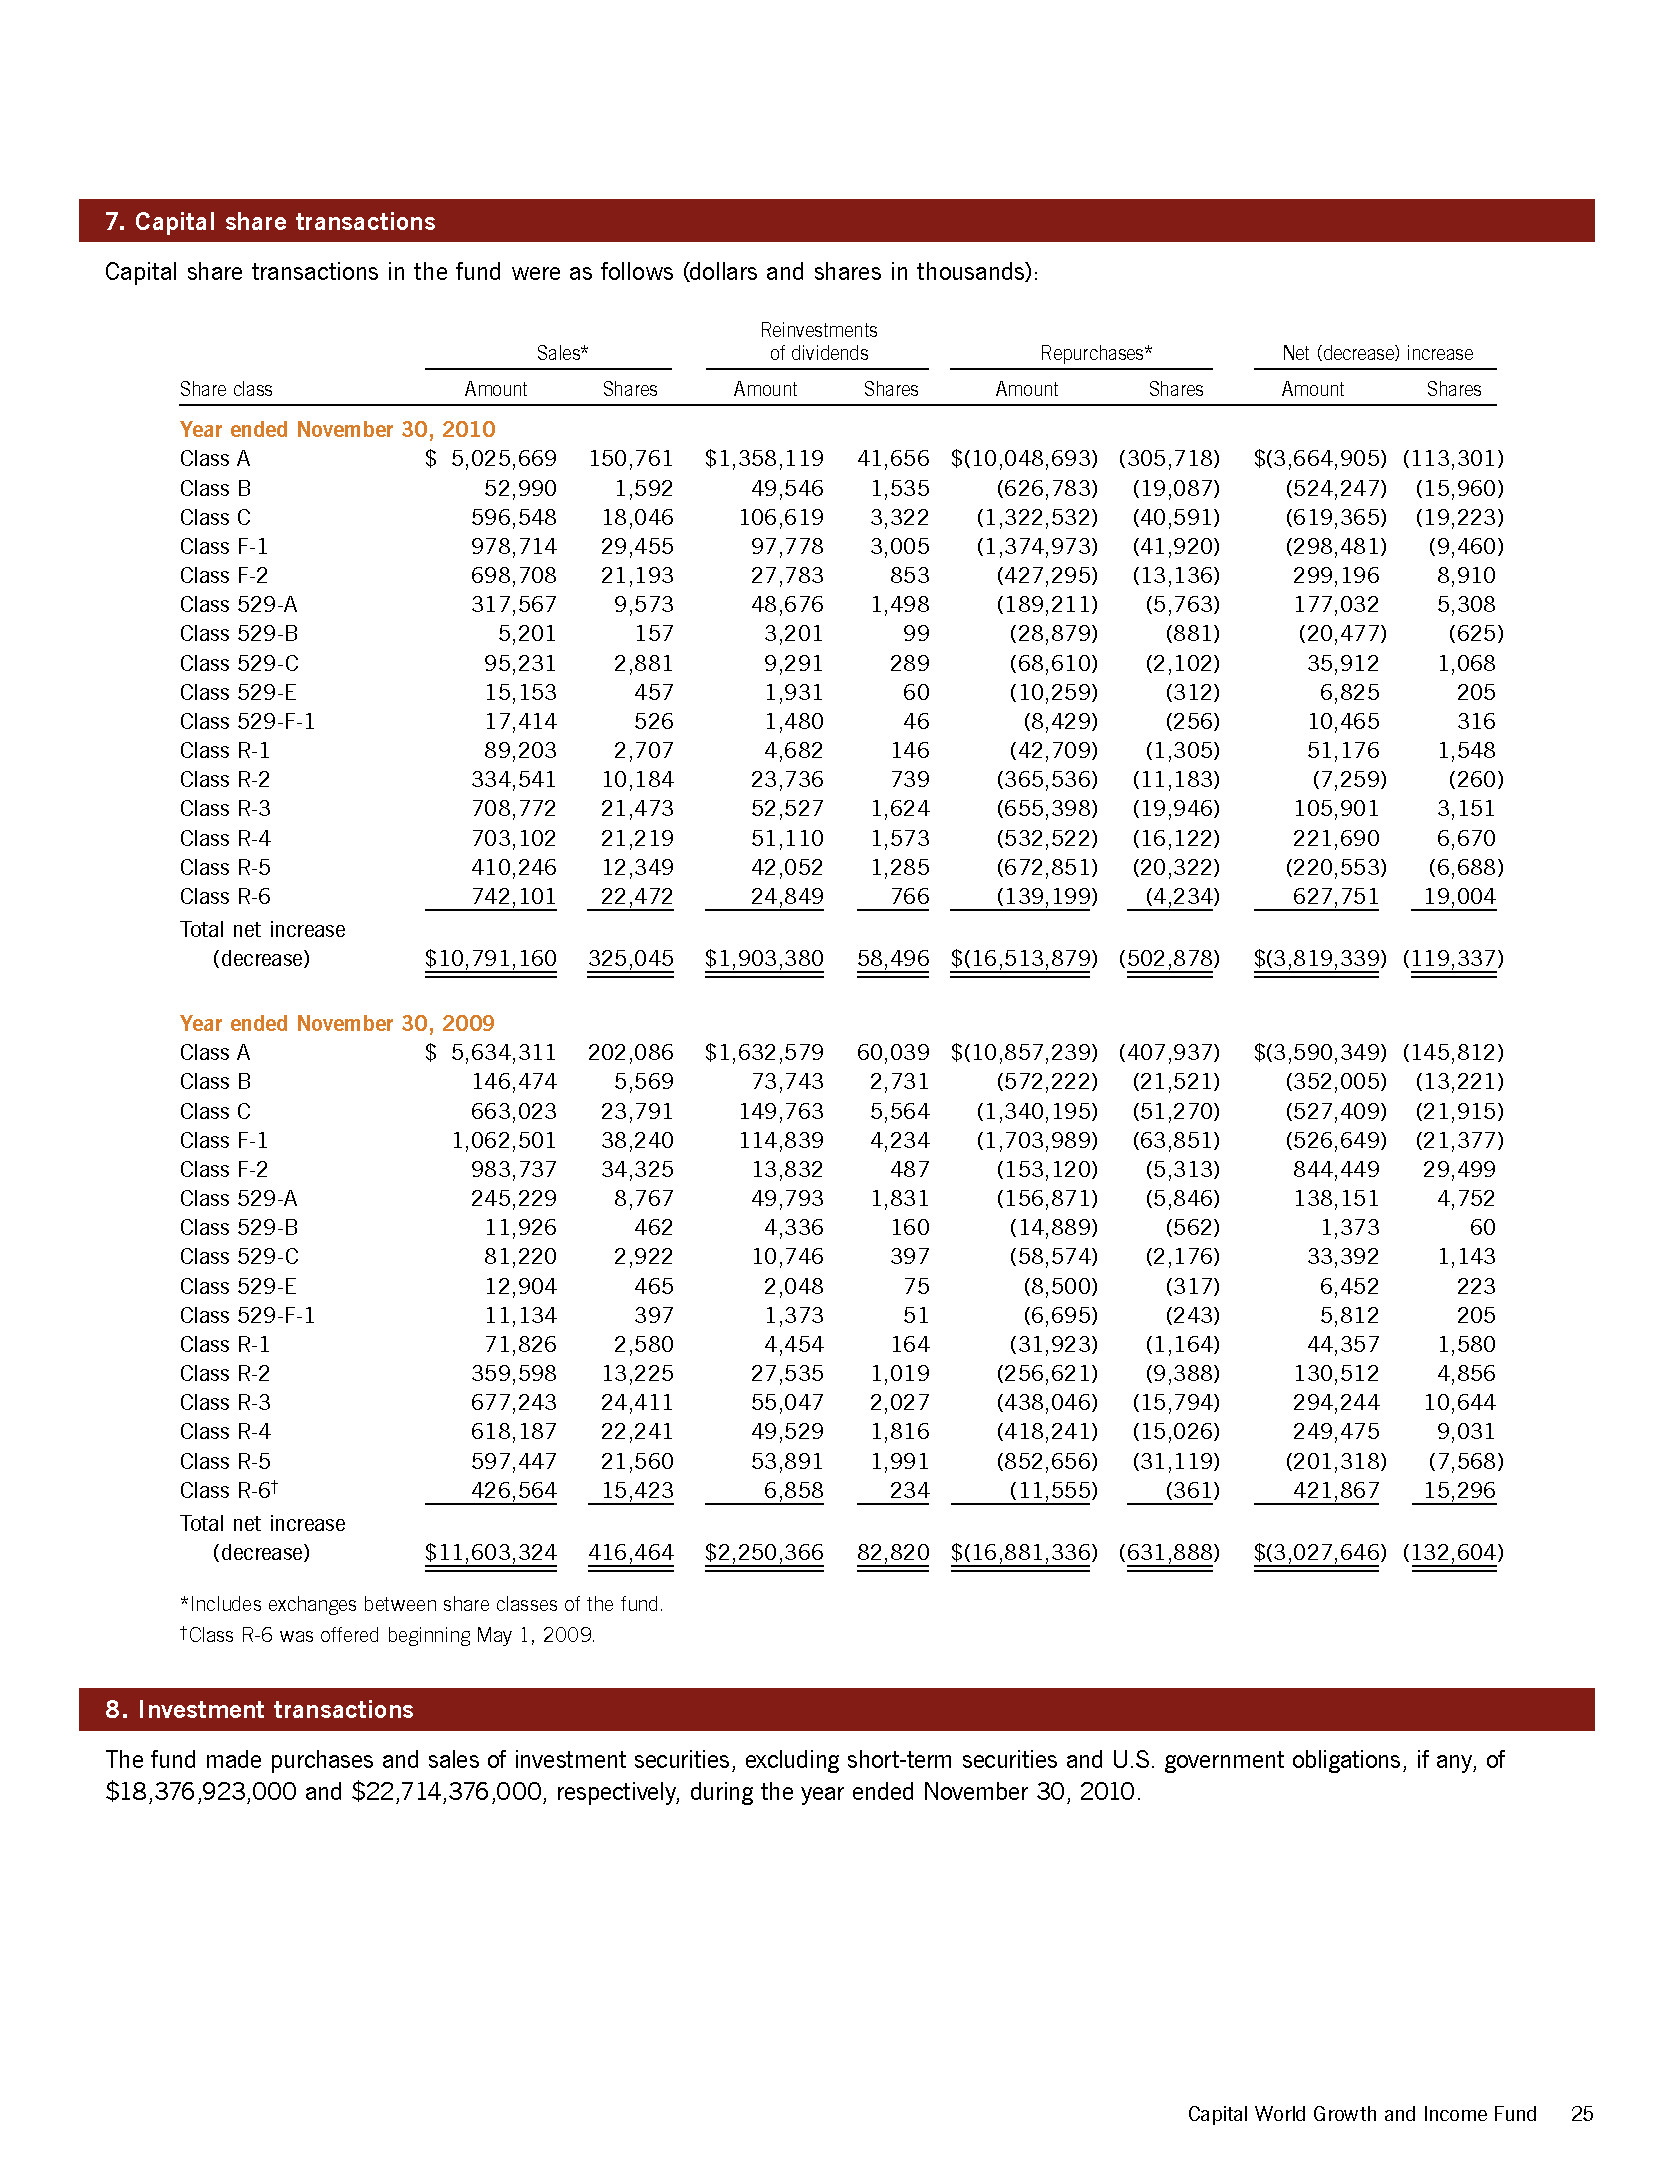 7. Capital share transactions
Capital share transactions in the fund were as follows (dollars and shares in thousands):
Reinvestments
Sales* of dividends Repurchases* Net (decrease) increase
Share class Amount Shares Amount Shares Amount Shares Amount Shares
Year ended November 30, 2010
Class A $ 5,025,669 150,761 $1,358,119 41,656 $(10,048,693) (305,718) $(3,664,905) (113,301)
Class B 52,990 1,592 49,546 1,535 (626,783) (19,087) (524,247) (15,960)
Class C 596,548 18,046 106,619 3,322 (1,322,532) (40,591) (619,365) (19,223)
Class F-1 978,714 29,455 97,778 3,005 (1,374,973) (41,920) (298,481) (9,460)
Class F-2 698,708 21,193 27,783 853 (427,295) (13,136) 299,196 8,910
Class 529-A 317,567 9,573 48,676 1,498 (189,211) (5,763) 177,032 5,308
Class 529-B 5,201 157 3,201 99 (28,879) (881) (20,477) (625)
Class 529-C 95,231 2,881 9,291 289 (68,610) (2,102) 35,912 1,068
Class 529-E 15,153 457 1,931 60 (10,259) (312) 6,825 205
Class 529-F-1 17,414 526 1,480 46 (8,429) (256) 10,465 316
Class R-1 89,203 2,707 4,682 146 (42,709) (1,305) 51,176 1,548
Class R-2 334,541 10,184 23,736 739 (365,536) (11,183) (7,259) (260)
Class R-3 708,772 21,473 52,527 1,624 (655,398) (19,946) 105,901 3,151
Class R-4 703,102 21,219 51,110 1,573 (532,522) (16,122) 221,690 6,670
Class R-5 410,246 12,349 42,052 1,285 (672,851) (20,322) (220,553) (6,688)
Class R-6 742,101 22,472 24,849 766 (139,199) (4,234) 627,751 19,004
Total net increase
(decrease) $10,791,160 325,045 $1,903,380 58,496 $(16,513,879) (502,878) $(3,819,339) (119,337)
Year ended November 30, 2009
Class A $ 5,634,311 202,086 $1,632,579 60,039 $(10,857,239) (407,937) $(3,590,349) (145,812)
Class B 146,474 5,569 73,743 2,731 (572,222) (21,521) (352,005) (13,221)
Class C 663,023 23,791 149,763 5,564 (1,340,195) (51,270) (527,409) (21,915)
Class F-1 1,062,501 38,240 114,839 4,234 (1,703,989) (63,851) (526,649) (21,377)
Class F-2 983,737 34,325 13,832 487 (153,120) (5,313) 844,449 29,499
Class 529-A 245,229 8,767 49,793 1,831 (156,871) (5,846) 138,151 4,752
Class 529-B 11,926 462 4,336 160 (14,889) (562) 1,373 60
Class 529-C 81,220 2,922 10,746 397 (58,574) (2,176) 33,392 1,143
Class 529-E 12,904 465 2,048 75 (8,500) (317) 6,452 223
Class 529-F-1 11,134 397 1,373 51 (6,695) (243) 5,812 205
Class R-1 71,826 2,580 4,454 164 (31,923) (1,164) 44,357 1,580
Class R-2 359,598 13,225 27,535 1,019 (256,621) (9,388) 130,512 4,856
Class R-3 677,243 24,411 55,047 2,027 (438,046) (15,794) 294,244 10,644
Class R-4 618,187 22,241 49,529 1,816 (418,241) (15,026) 249,475 9,031
Class R-5 597,447 21,560 53,891 1,991 (852,656) (31,119) (201,318) (7,568)
Class R-6† 426,564 15,423 6,858 234 (11,555) (361) 421,867 15,296
Total net increase
(decrease) $11,603,324 416,464 $2,250,366 82,820 $(16,881,336) (631,888) $(3,027,646) (132,604)
*Includes exchanges between share classes of the fund.
†Class R-6 was offered beginning May 1, 2009.
8. Investment transactions
The fund made purchases and sales of investment securities, excluding short-term securities and U.S. government obligations, if any, of
$18,376,923,000 and $22,714,376,000, respectively, during the year ended November 30, 2010.
Capital World Growth and Income Fund 25